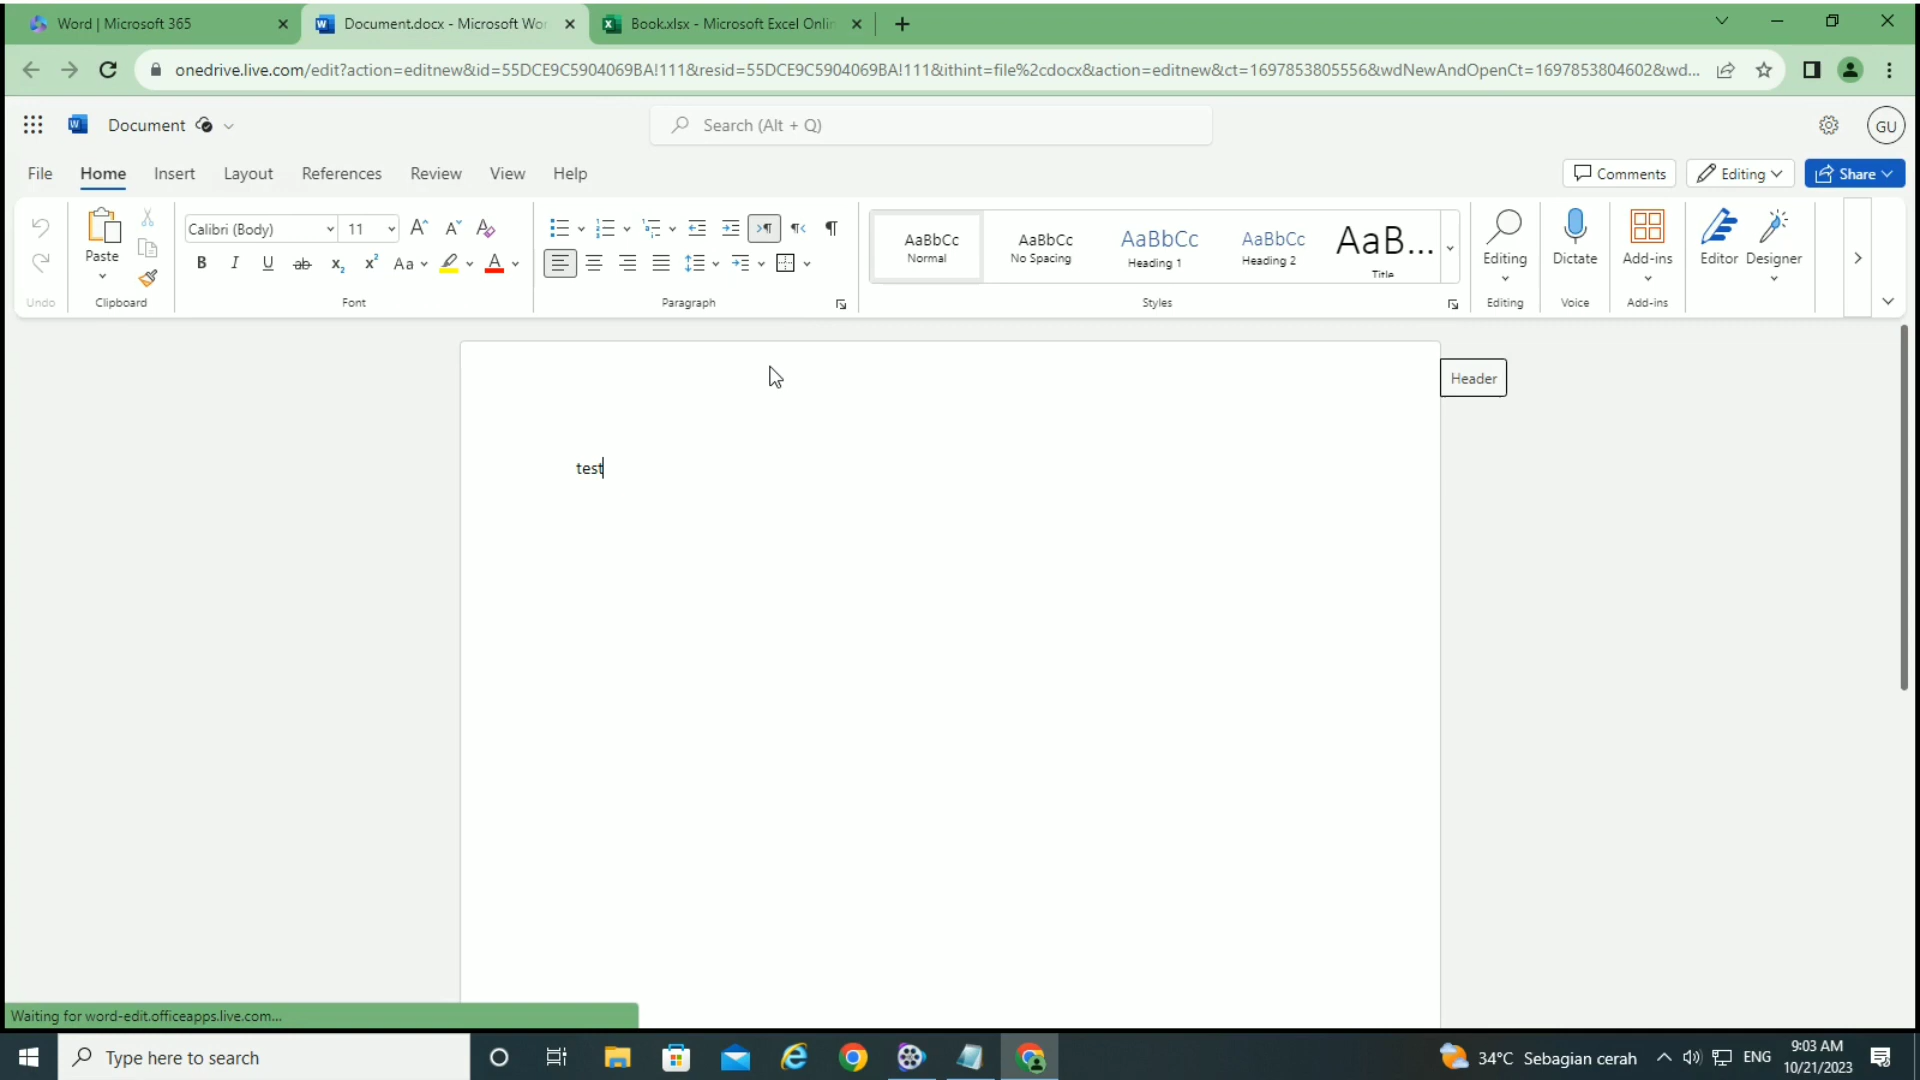 Word | Microsoft 365
Document.docx - Microsoft Wor
Book.xlsx - Microsoft Excel Onlin
onedrive.live.com/edit?action=editnew&id=55DCE9C5904069BA!111&resid=55DCE9C5904069BA!111&ithint=file%2cdocx&action=editnew&ct=1697853805556&wdNewAndOpenCt=1697853804602&wd...
Document
Search (Alt + Q)
GU
File Home Insert Layout References Review View Help
Comments Editing Share
Paste
Calibri (Body) 11
AaBbCc AaBbCc AaBbCc AaBbCc AaB...
Normal No Spacing Heading 1 Heading 2 Title
Editing Dictate Add-ins Editor Designer
Undo Clipboard Font Paragraph Styles Editing Voice Add-ins
Header
test
Waiting for word-edit.officeapps.live.com...
Type here to search
34°C Sebagian cerah
ENG
9:03 AM
10/21/2023